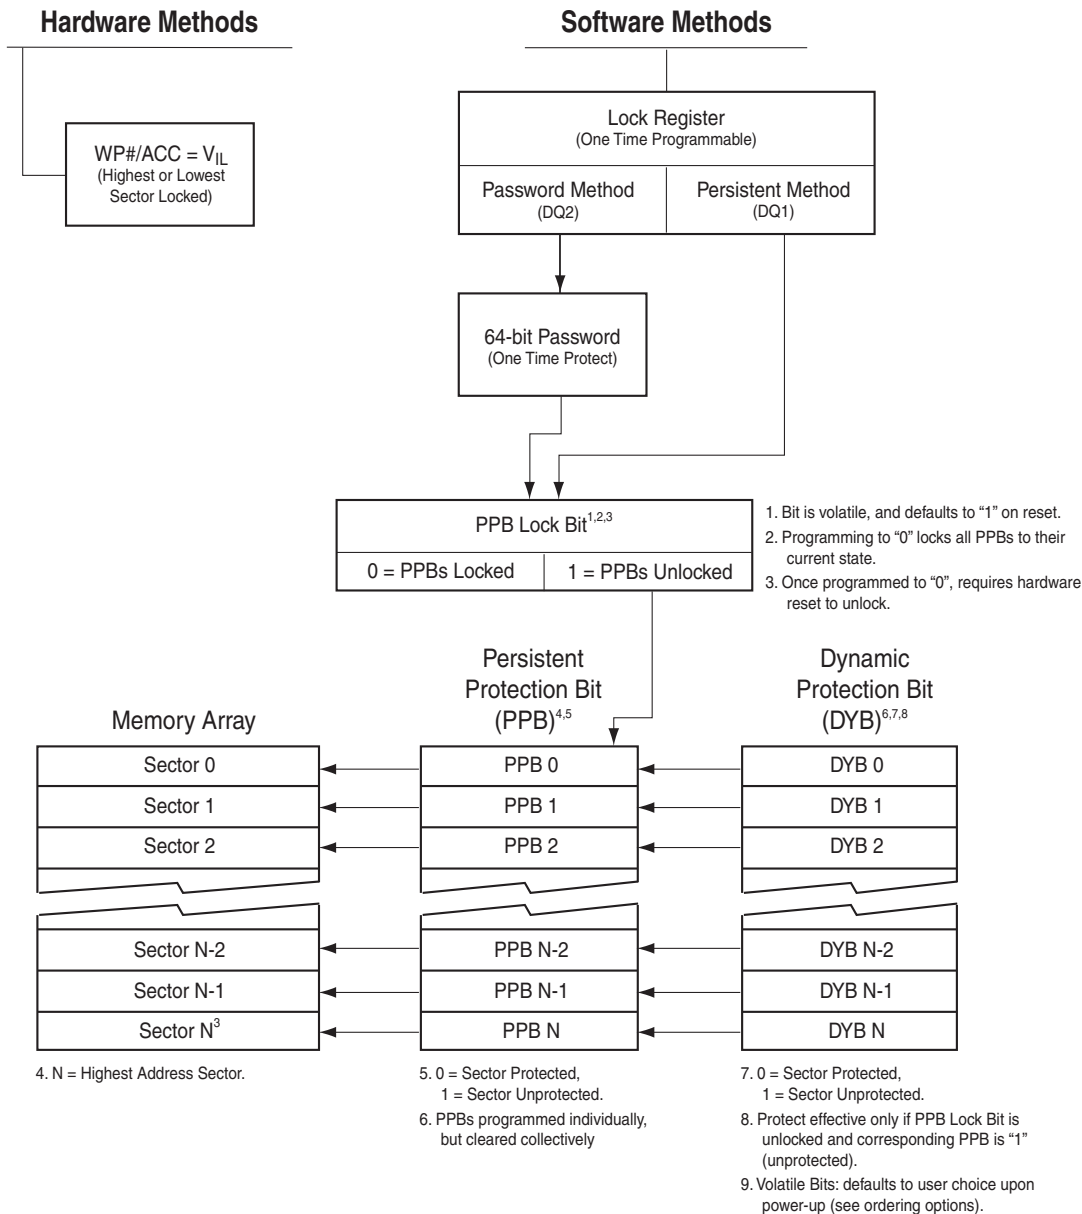 Hardware Methods
Software Methods
WP#/ACC = VIL
(Highest or Lowest
Sector Locked)
Lock Register
(One Time Programmable)
Password Method
(DQ2)
Persistent Method
(DQ1)
64-bit Password
(One Time Protect)
PPB Lock Bit1,2,3
0 = PPBs Locked
1 = PPBs Unlocked
1. Bit is volatile, and defaults to “1” on reset.
2. Programming to “0” locks all PPBs to their
current state.
3. Once programmed to “0”, requires hardware
reset to unlock.
Memory Array
Persistent
Protection Bit
(PPB)4,5
Dynamic
Protection Bit
(DYB)6,7,8
Sector 0
PPB 0
DYB 0
Sector 1
PPB 1
DYB 1
Sector 2
PPB 2
DYB 2
Sector N-2
PPB N-2
DYB N-2
Sector N-1
PPB N-1
DYB N-1
Sector N3
PPB N
DYB N
4. N = Highest Address Sector.
5. 0 = Sector Protected,
1 = Sector Unprotected.
6. PPBs programmed individually,
but cleared collectively
7. 0 = Sector Protected,
1 = Sector Unprotected.
8. Protect effective only if PPB Lock Bit is
unlocked and corresponding PPB is “1”
(unprotected).
9. Volatile Bits: defaults to user choice upon
power-up (see ordering options).